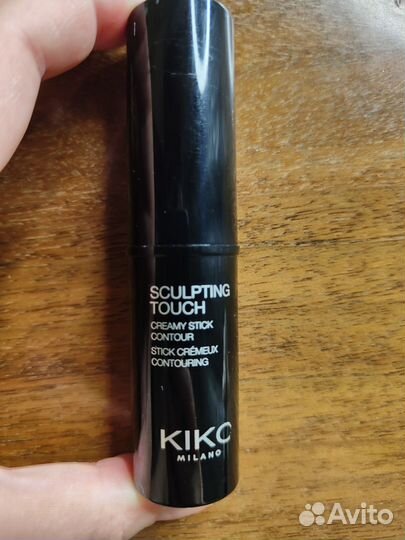 SCULPTING
TOUCH
CREAMY STICK
CONTOUR
STICK CRÉMEUX
CONTOURING
KIKO
MILANO
Avito